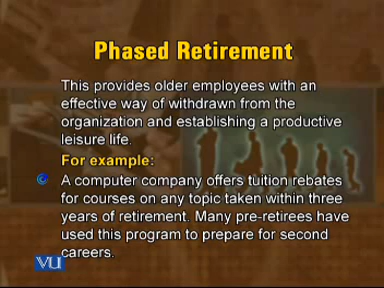 Phased Retirement
This provides older employees with an
effective way of withdrawn from the
organization and establishing a productive
leisure life.
For example:
A computer company offers tuition rebates
for courses on any topic taken within three
years of retirement. Many pre-retirees have
used this program to prepare for second
careers.
VU